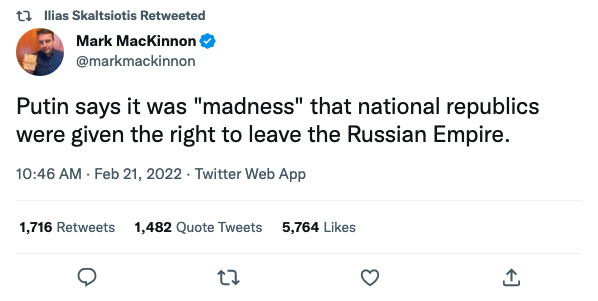 Ilias Skaltsiotis Retweeted
Mark MacKinnon
@markmackinnon
Putin says it was "madness" that national republics
were given the right to leave the Russian Empire.
10:46 AM · Feb 21, 2022 · Twitter Web App
1,716 Retweets 1,482 Quote Tweets 5,764 Likes